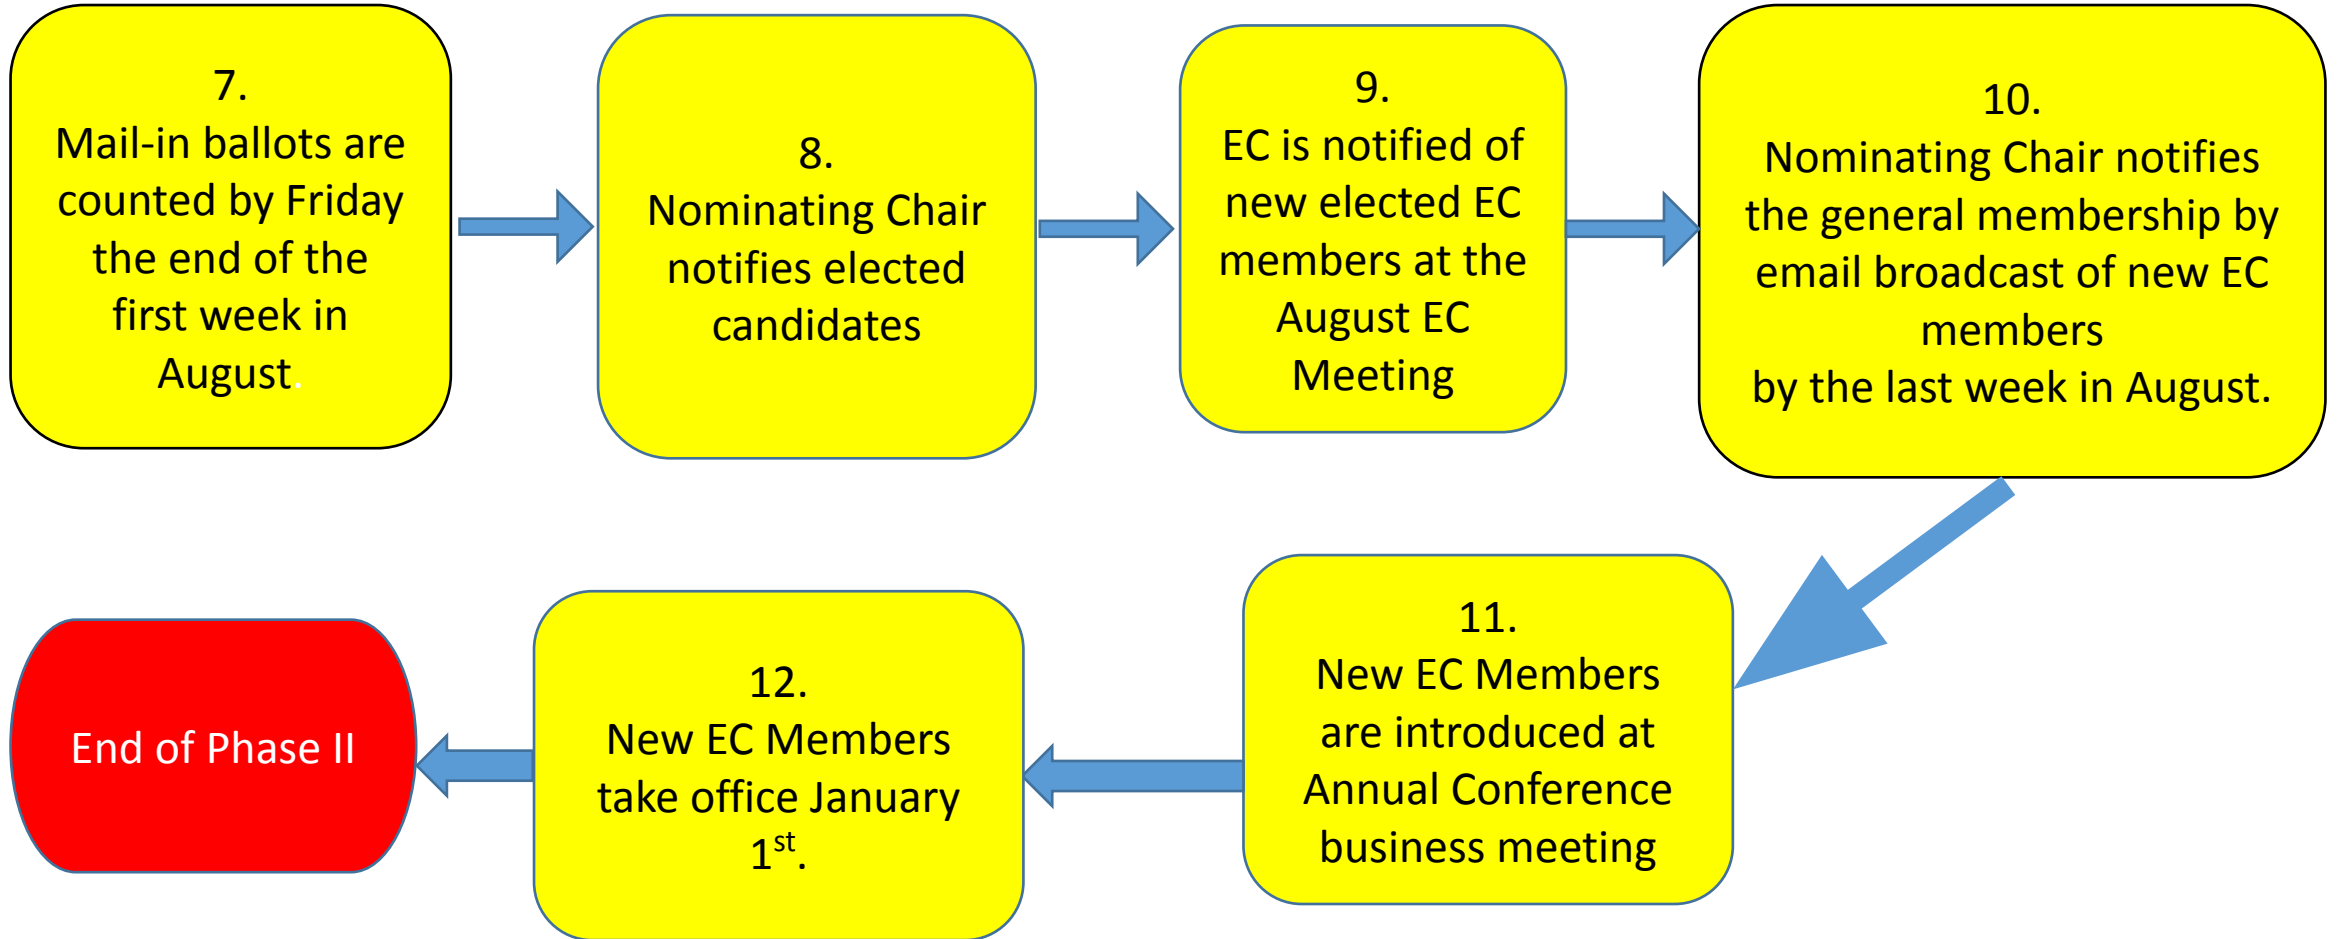 7.
Mail-in ballots are
counted by Friday
the end of the
first week in
August.
8.
Nominating Chair
notifies elected
candidates
9.
EC is notified of
new elected EC
members at the
August EC
Meeting
10.
Nominating Chair notifies
the general membership by
email broadcast of new EC
members
by the last week in August.
11.
New EC Members
are introduced at
Annual Conference
business meeting
12.
New EC Members
take office January
1st.
End of Phase II